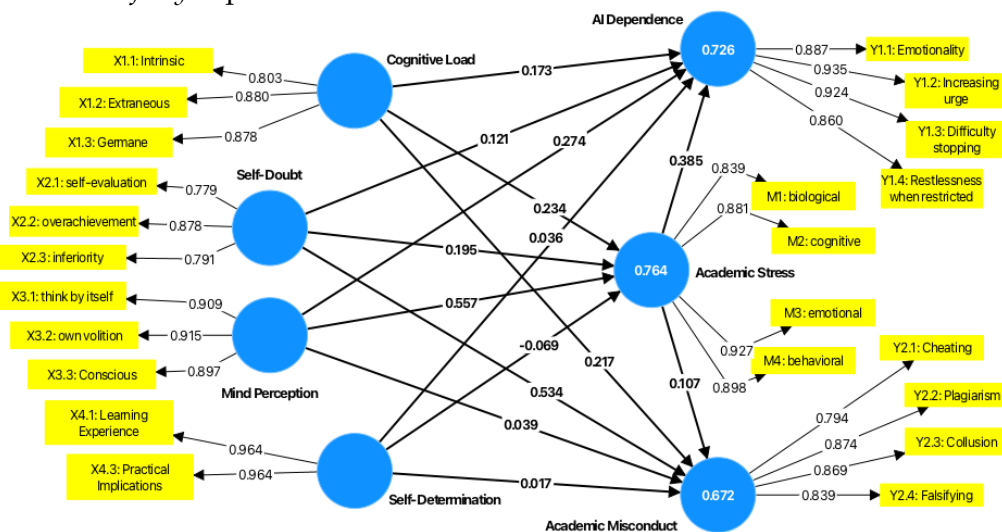 AI Dependence
0.726
0.887
Y1.1: Emotionality
0.935
Y1.2: Increasing
urge
0.924
Y1.3: Difficulty
stopping
0.860
Y1.4: Restlessness
when restricted
X1.1: Intrinsic
0.803
X1.2: Extraneous
0.880
X1.3: Germane
0.878
Cognitive Load
0.173
0.121
0.274
Self-Doubt
X2.1: self-evaluation
0.779
X2.2: overachievement
0.878
X2.3: inferiority
0.791
0.385
0.839
M1: biological
0.881
M2: cognitive
0.234
0.036
0.195
0.764
Academic Stress
X3.1: think by itself
0.909
X3.2: own volition
0.915
X3.3: Conscious
0.897
Mind Perception
0.557
-0.069
M3: emotional
0.927
M4: behavioral
0.898
0.217
0.107
0.534
0.039
Y2.1: Cheating
0.794
Y2.2: Plagiarism
0.874
Y2.3: Collusion
0.869
Y2.4: Falsifying
0.839
X4.1: Learning
Experience
0.964
X4.3: Practical
Implications
0.964
Self-Determination
0.017
0.672
Academic Misconduct